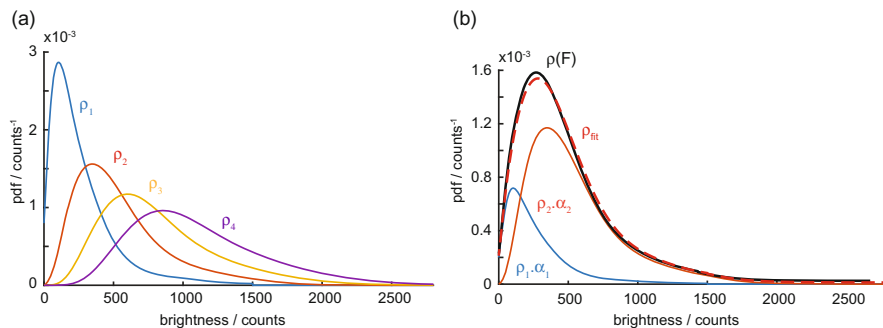 (a)
x10⁻³
3
2
1
0
pdf / counts⁻¹
ρ₁
ρ₂
ρ₃
ρ₄
0 500 1000 1500 2000 2500
brightness / counts
(b)
x10⁻³
1.6
1.2
0.8
0.4
0
pdf / counts⁻¹
ρ(F)
ρfit
ρ₂.α₂
ρ₁.α₁
0 500 1000 1500 2000 2500
brightness / counts